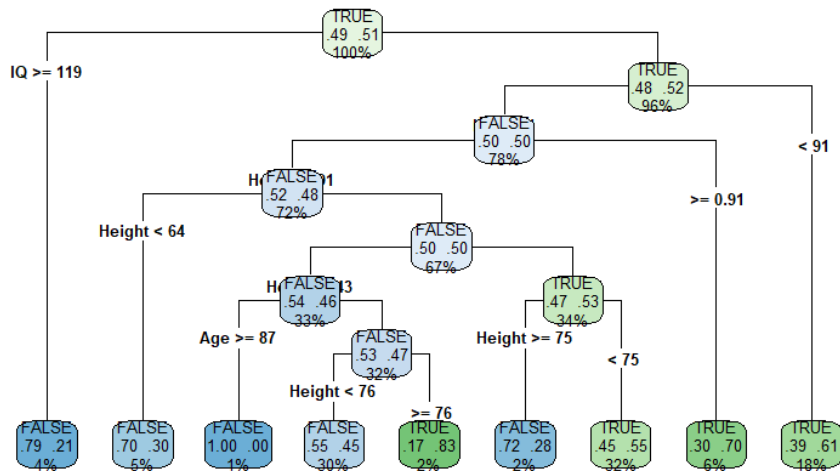 TRUE
.49 .51
100%
IQ >= 119
TRUE
.48 .52
96%
FALSE
.50 .50
78%
< 91
FALSE
.52 .48
72%
>= 0.91
Height < 64
FALSE
.50 .50
67%
FALSE
.54 .46
33%
TRUE
.47 .53
34%
Age >= 87
FALSE
.53 .47
32%
Height >= 75
< 75
Height < 76
>= 76
FALSE
.79 .21
4%
FALSE
.70 .30
5%
FALSE
1.00 .00
1%
FALSE
.55 .45
30%
TRUE
.17 .83
2%
FALSE
.72 .28
2%
TRUE
.45 .55
32%
TRUE
.30 .70
6%
TRUE
.39 .61
18%